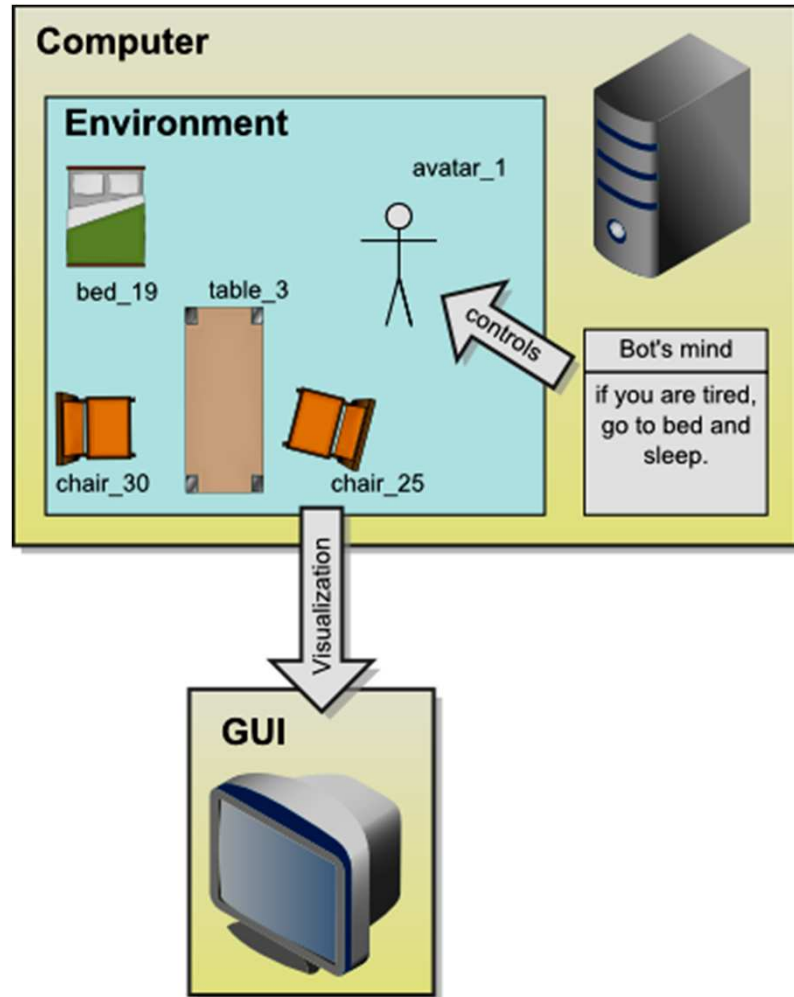 Computer
Environment
avatar_1
bed_19
table_3
controls
Bot's mind
if you are tired,
go to bed and
sleep.
chair_30
chair_25
Visualization
GUI